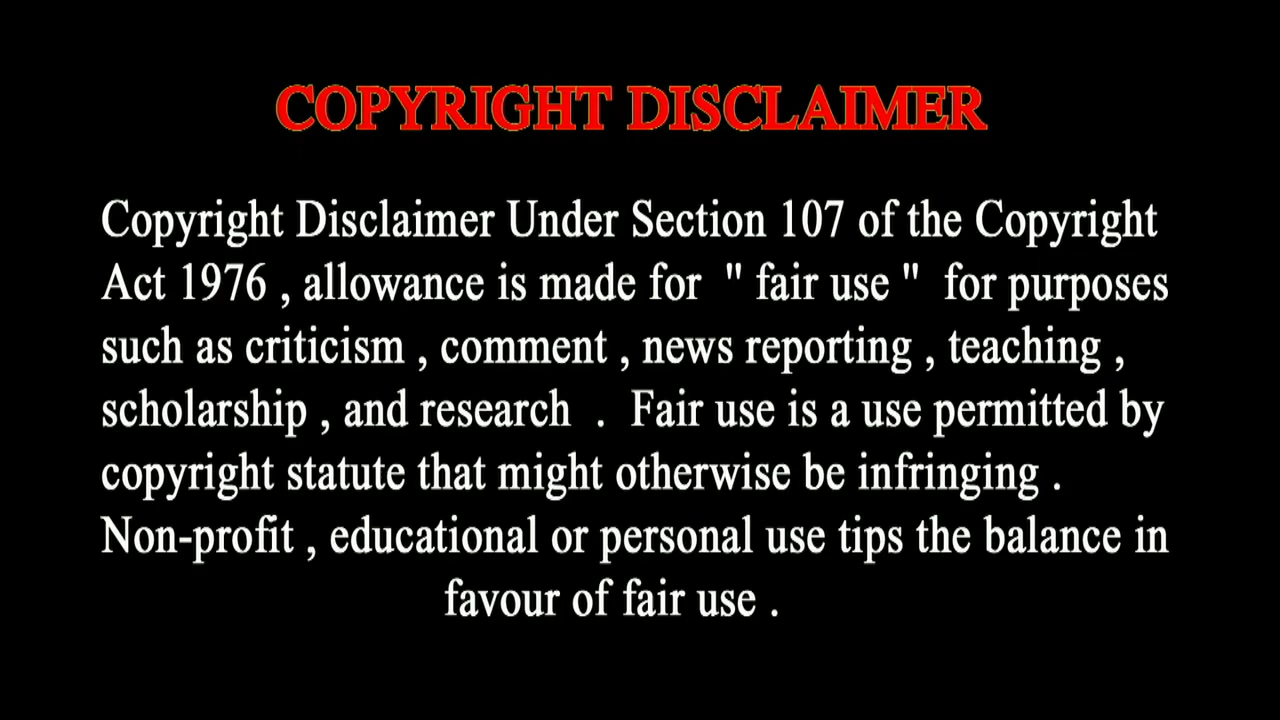 COPYRIGHT DISCLAIMER
Copyright Disclaimer Under Section 107 of the Copyright
Act 1976 , allowance is made for " fair use " for purposes
such as criticism , comment , news reporting , teaching ,
scholarship , and research . Fair use is a use permitted by
copyright statute that might otherwise be infringing .
Non-profit , educational or personal use tips the balance in
favour of fair use .